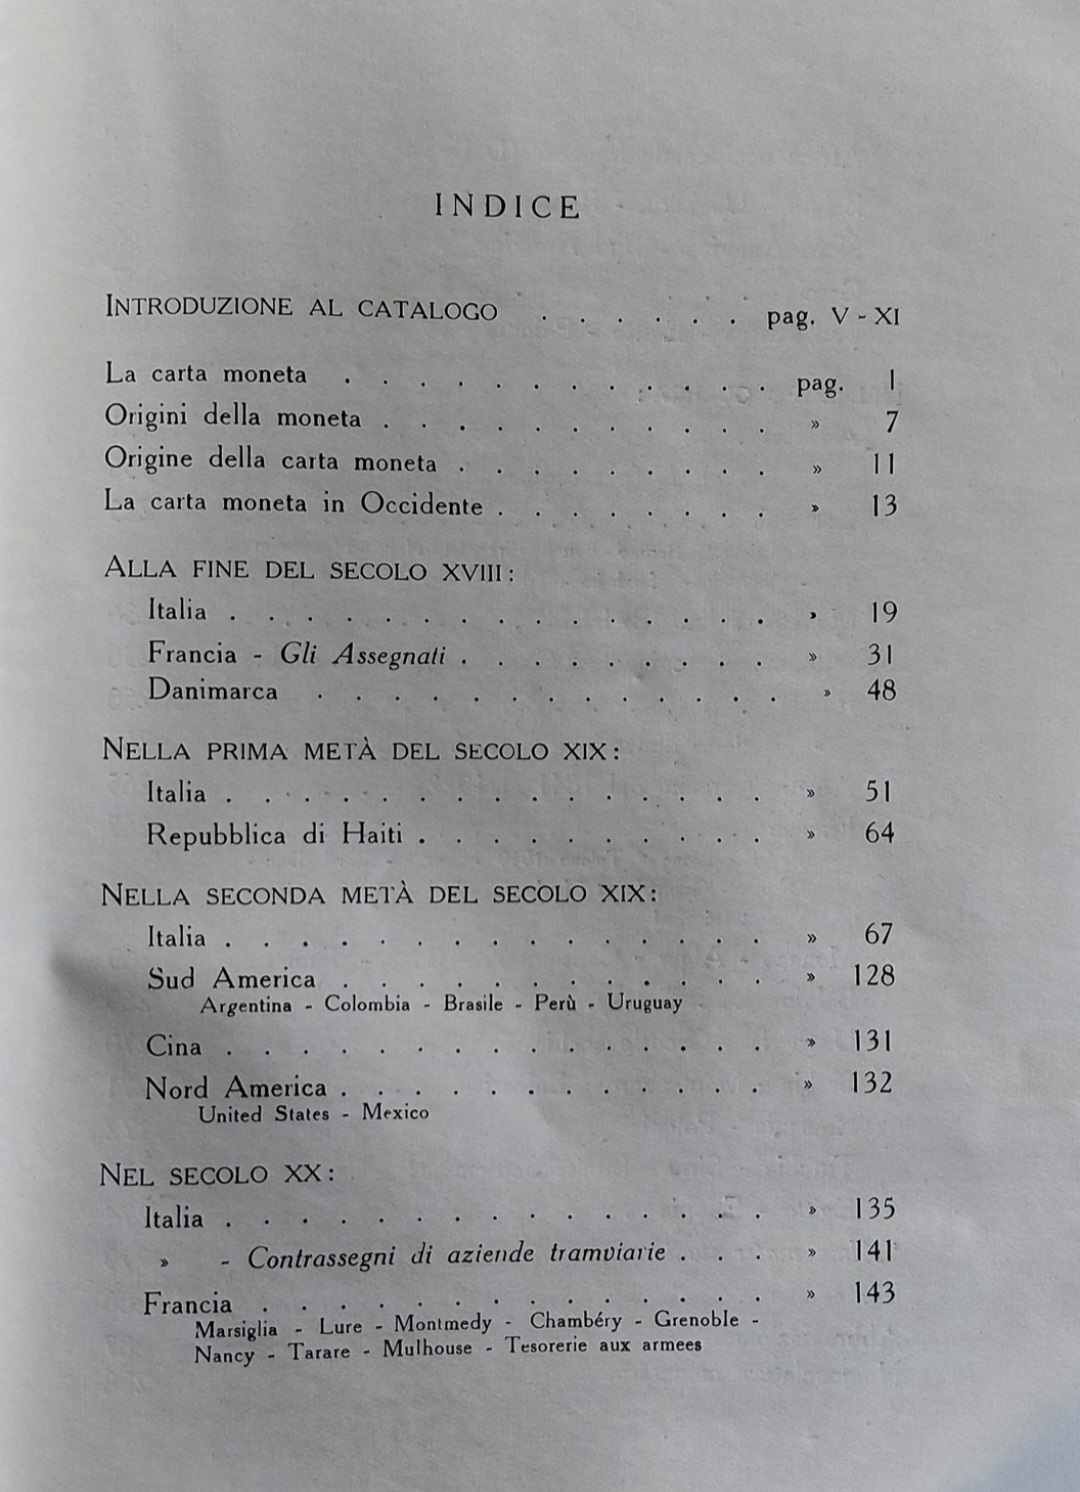 INDICE
INTRODUZIONE AL CATALOGO . . . . . . pag. V - XI
La carta moneta . . . . . . . . . . . . pag. 1
Origini della moneta . . . . . . . . . . . » 7
Origine della carta moneta . . . . . . . . . » 11
La carta moneta in Occidente . . . . . . . . » 13
ALLA FINE DEL SECOLO XVIII :
Italia . . . . . . . . . . . . . . . » 19
Francia - Gli Assegnati . . . . . . . . . » 31
Danimarca . . . . . . . . . . . . . » 48
NELLA PRIMA METÀ DEL SECOLO XIX :
Italia . . . . . . . . . . . . . . . » 51
Repubblica di Haiti . . . . . . . . . . » 64
NELLA SECONDA METÀ DEL SECOLO XIX :
Italia . . . . . . . . . . . . . . . » 67
Sud America . . . . . . . . . . . . » 128
Argentina - Colombia - Brasile - Perù - Uruguay
Cina . . . . . . . . . . . . . . . » 131
Nord America . . . . . . . . . . . . » 132
United States - Mexico
NEL SECOLO XX :
Italia . . . . . . . . . . . . . . . » 135
» - Contrassegni di aziende tramviarie . . . » 141
Francia . . . . . . . . . . . . . . » 143
Marsiglia - Lure - Montmedy - Chambéry - Grenoble -
Nancy - Tarare - Mulhouse - Tesorerie aux armees